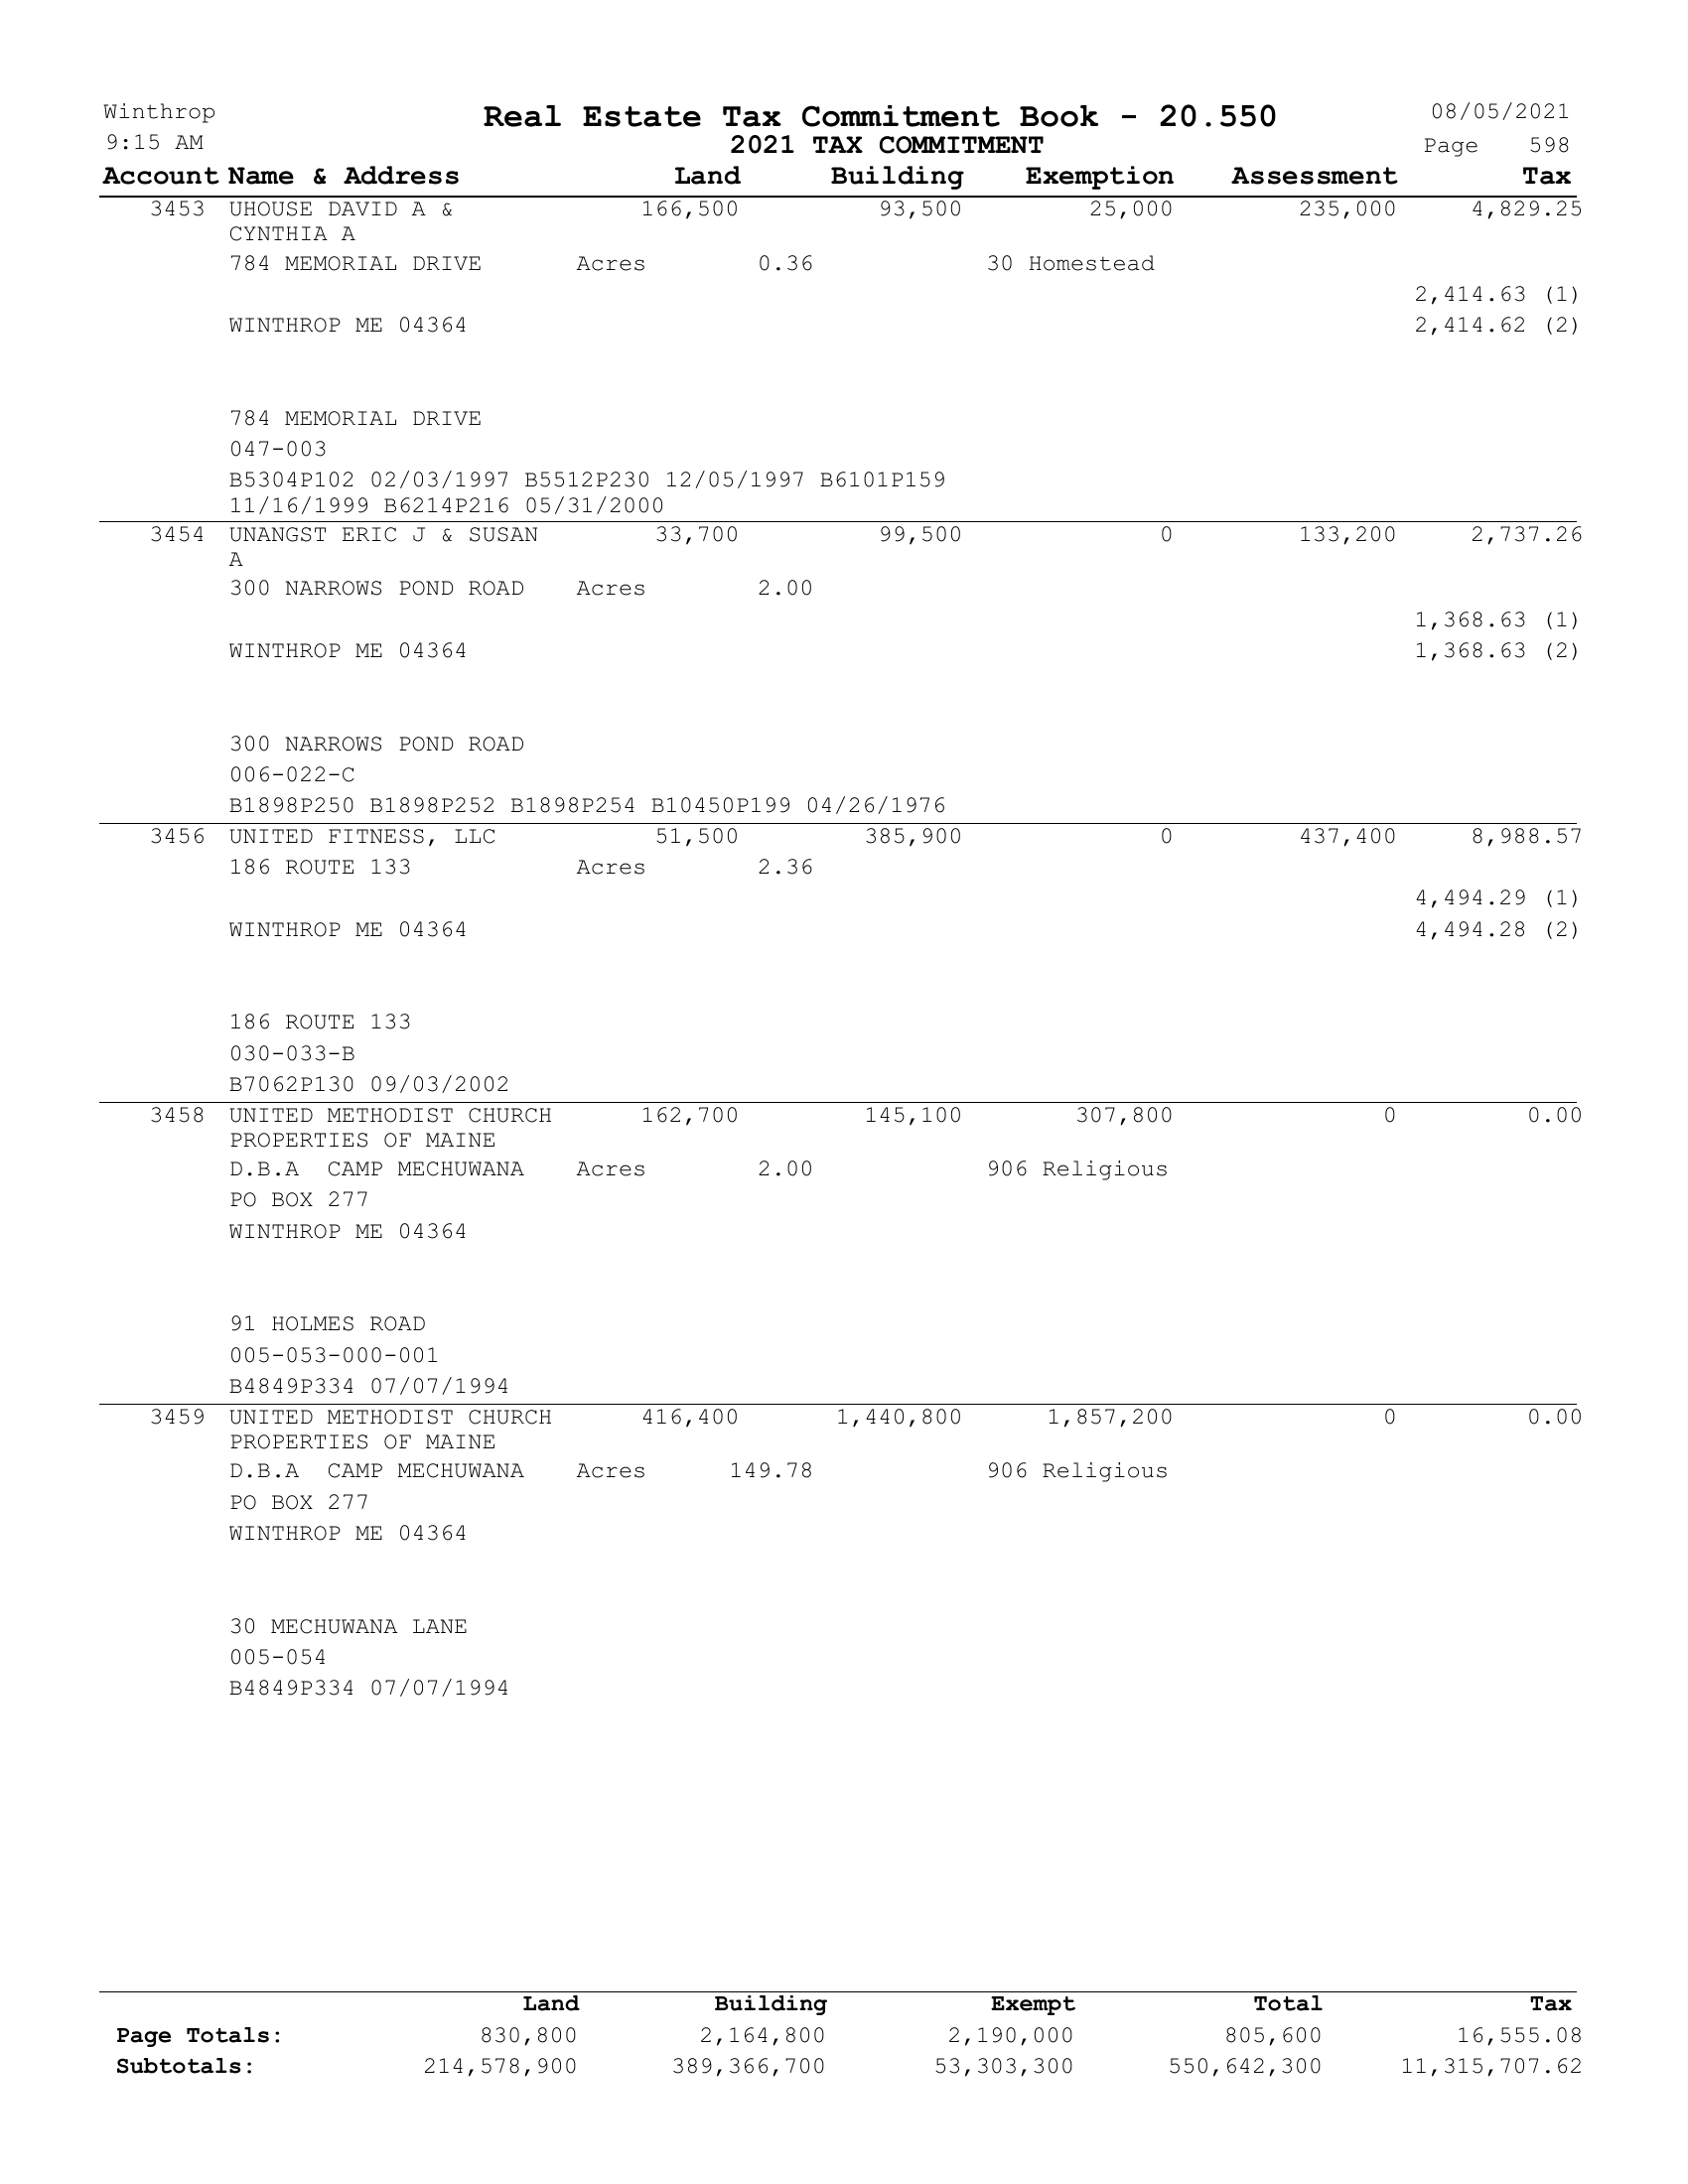 Winthrop Real Estate Tax Commitment Book - 20.550 08/05/2021
9:15 AM 2021 TAX COMMITMENT Page 598
Account Name & Address Land Building Exemption Assessment Tax
3453 UHOUSE DAVID A & 166,500 93,500 25,000 235,000 4,829.25
CYNTHIA A
784 MEMORIAL DRIVE Acres 0.36 30 Homestead
2,414.63 (1)
WINTHROP ME 04364 2,414.62 (2)
784 MEMORIAL DRIVE
047-003
B5304P102 02/03/1997 B5512P230 12/05/1997 B6101P159
11/16/1999 B6214P216 05/31/2000
3454 UNANGST ERIC J & SUSAN 33,700 99,500 0 133,200 2,737.26
A
300 NARROWS POND ROAD Acres 2.00
1,368.63 (1)
WINTHROP ME 04364 1,368.63 (2)
300 NARROWS POND ROAD
006-022-C
B1898P250 B1898P252 B1898P254 B10450P199 04/26/1976
3456 UNITED FITNESS, LLC 51,500 385,900 0 437,400 8,988.57
186 ROUTE 133 Acres 2.36
4,494.29 (1)
WINTHROP ME 04364 4,494.28 (2)
186 ROUTE 133
030-033-B
B7062P130 09/03/2002
3458 UNITED METHODIST CHURCH 162,700 145,100 307,800 0 0.00
PROPERTIES OF MAINE
D.B.A  CAMP MECHUWANA Acres 2.00 906 Religious
PO BOX 277
WINTHROP ME 04364
91 HOLMES ROAD
005-053-000-001
B4849P334 07/07/1994
3459 UNITED METHODIST CHURCH 416,400 1,440,800 1,857,200 0 0.00
PROPERTIES OF MAINE
D.B.A  CAMP MECHUWANA Acres 149.78 906 Religious
PO BOX 277
WINTHROP ME 04364
30 MECHUWANA LANE
005-054
B4849P334 07/07/1994
Land Building Exempt Total Tax
Page Totals: 830,800 2,164,800 2,190,000 805,600 16,555.08
Subtotals: 214,578,900 389,366,700 53,303,300 550,642,300 11,315,707.62